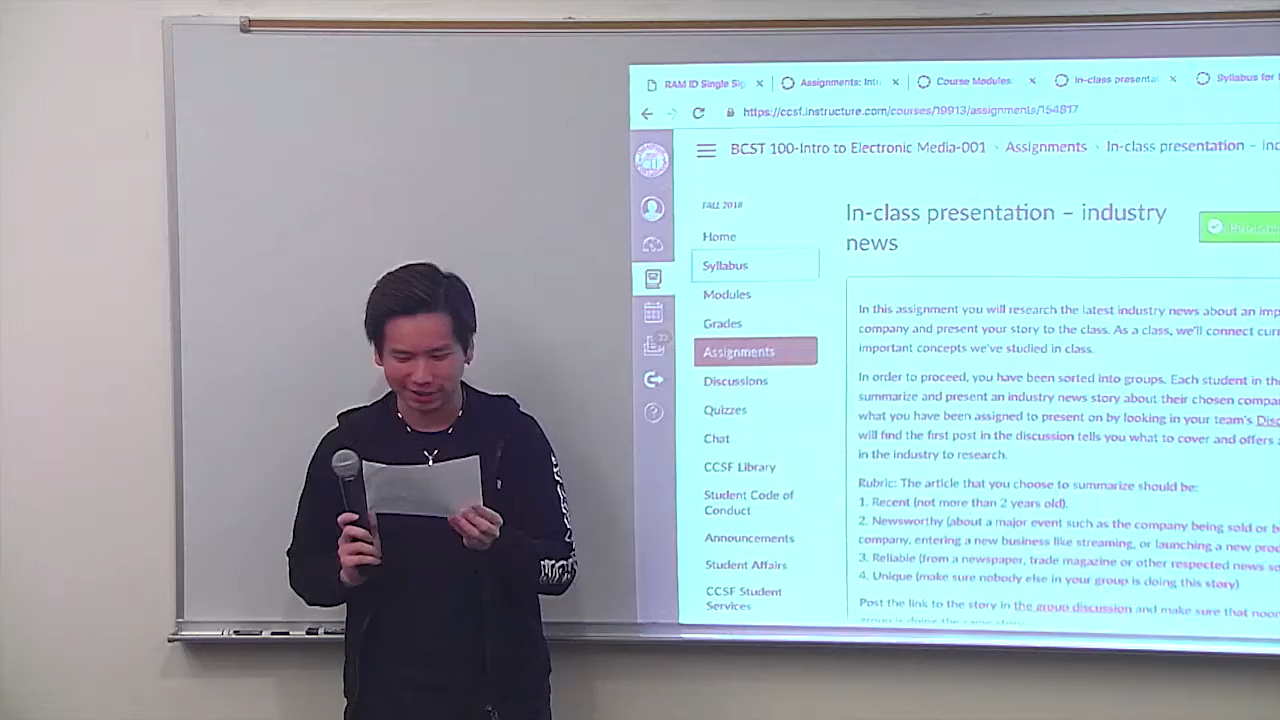 RAM ID Single Sig
Assignments: Intr
Course Modules:
In-class presentat
Syllabus for
https://ccsf.instructure.com/courses/19913/assignments/154817
BCST 100-Intro to Electronic Media-001 › Assignments › In-class presentation – ind
FALL 2018
Home
Syllabus
Modules
Grades
Assignments
Discussions
Quizzes
Chat
CCSF Library
Student Code of
Conduct
Announcements
Student Affairs
CCSF Student
Services
In-class presentation – industry
news
In this assignment you will research the latest industry news about an imp
company and present your story to the class. As a class, we'll connect curr
important concepts we've studied in class.
In order to proceed, you have been sorted into groups. Each student in the
summarize and present an industry news story about their chosen compa
what you have been assigned to present on by looking in your team's Disc
will find the first post in the discussion tells you what to cover and offers
in the industry to research.
Rubric: The article that you choose to summarize should be:
1. Recent (not more than 2 years old).
2. Newsworthy (about a major event such as the company being sold or b
company, entering a new business like streaming, or launching a new prod
3. Reliable (from a newspaper, trade magazine or other respected news so
4. Unique (make sure nobody else in your group is doing this story)
Post the link to the story in the group discussion and make sure that noon
group is doing the same story